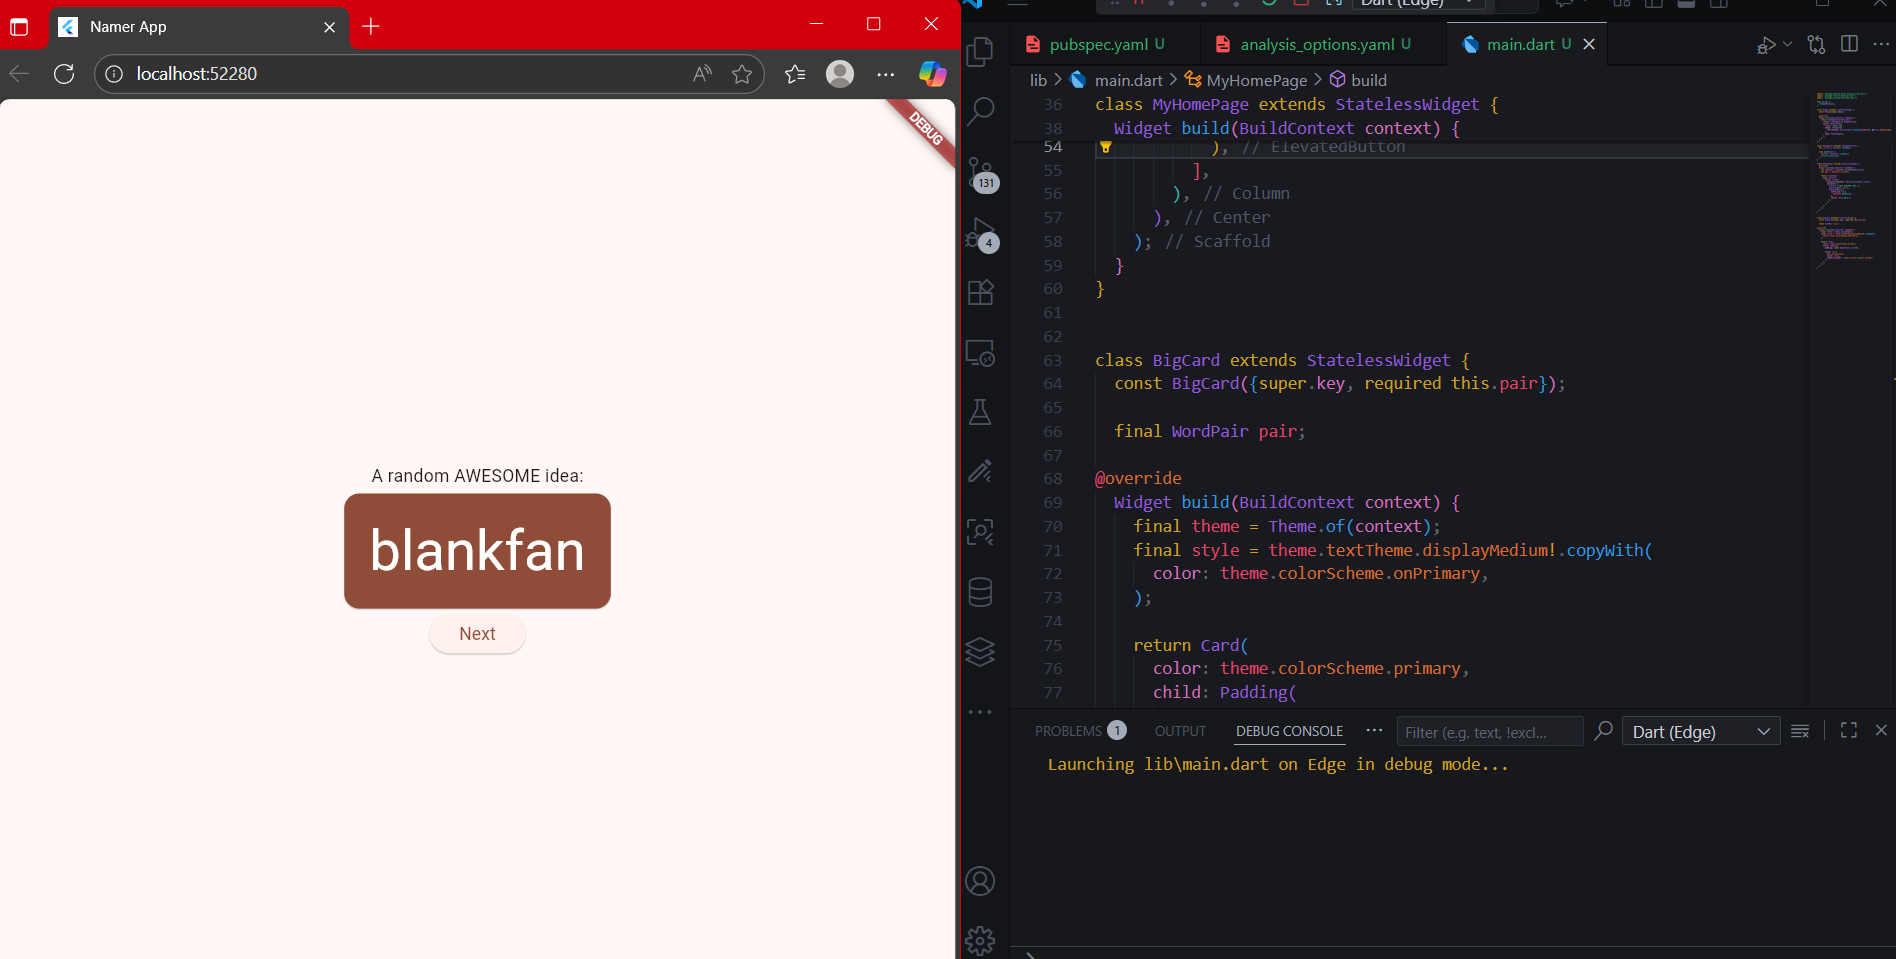 Namer App
localhost:52280
DEBUG
A random AWESOME idea:
blankfan
Next
Dart (Edge)
pubspec.yaml U
analysis_options.yaml U
main.dart U
lib > main.dart > MyHomePage > build
131
4
36 class MyHomePage extends StatelessWidget {
38 Widget build(BuildContext context) {
54 ), // ElevatedButton
55 ],
56 ), // Column
57 ), // Center
58 ); // Scaffold
59 }
60 }
61
62
63 class BigCard extends StatelessWidget {
64 const BigCard({super.key, required this.pair});
65
66 final WordPair pair;
67
68 @override
69 Widget build(BuildContext context) {
70 final theme = Theme.of(context);
71 final style = theme.textTheme.displayMedium!.copyWith(
72 color: theme.colorScheme.onPrimary,
73 );
74
75 return Card(
76 color: theme.colorScheme.primary,
77 child: Padding(
PROBLEMS 1 OUTPUT DEBUG CONSOLE ··· Filter (e.g. text, !excl... Dart (Edge)
Launching lib\main.dart on Edge in debug mode...